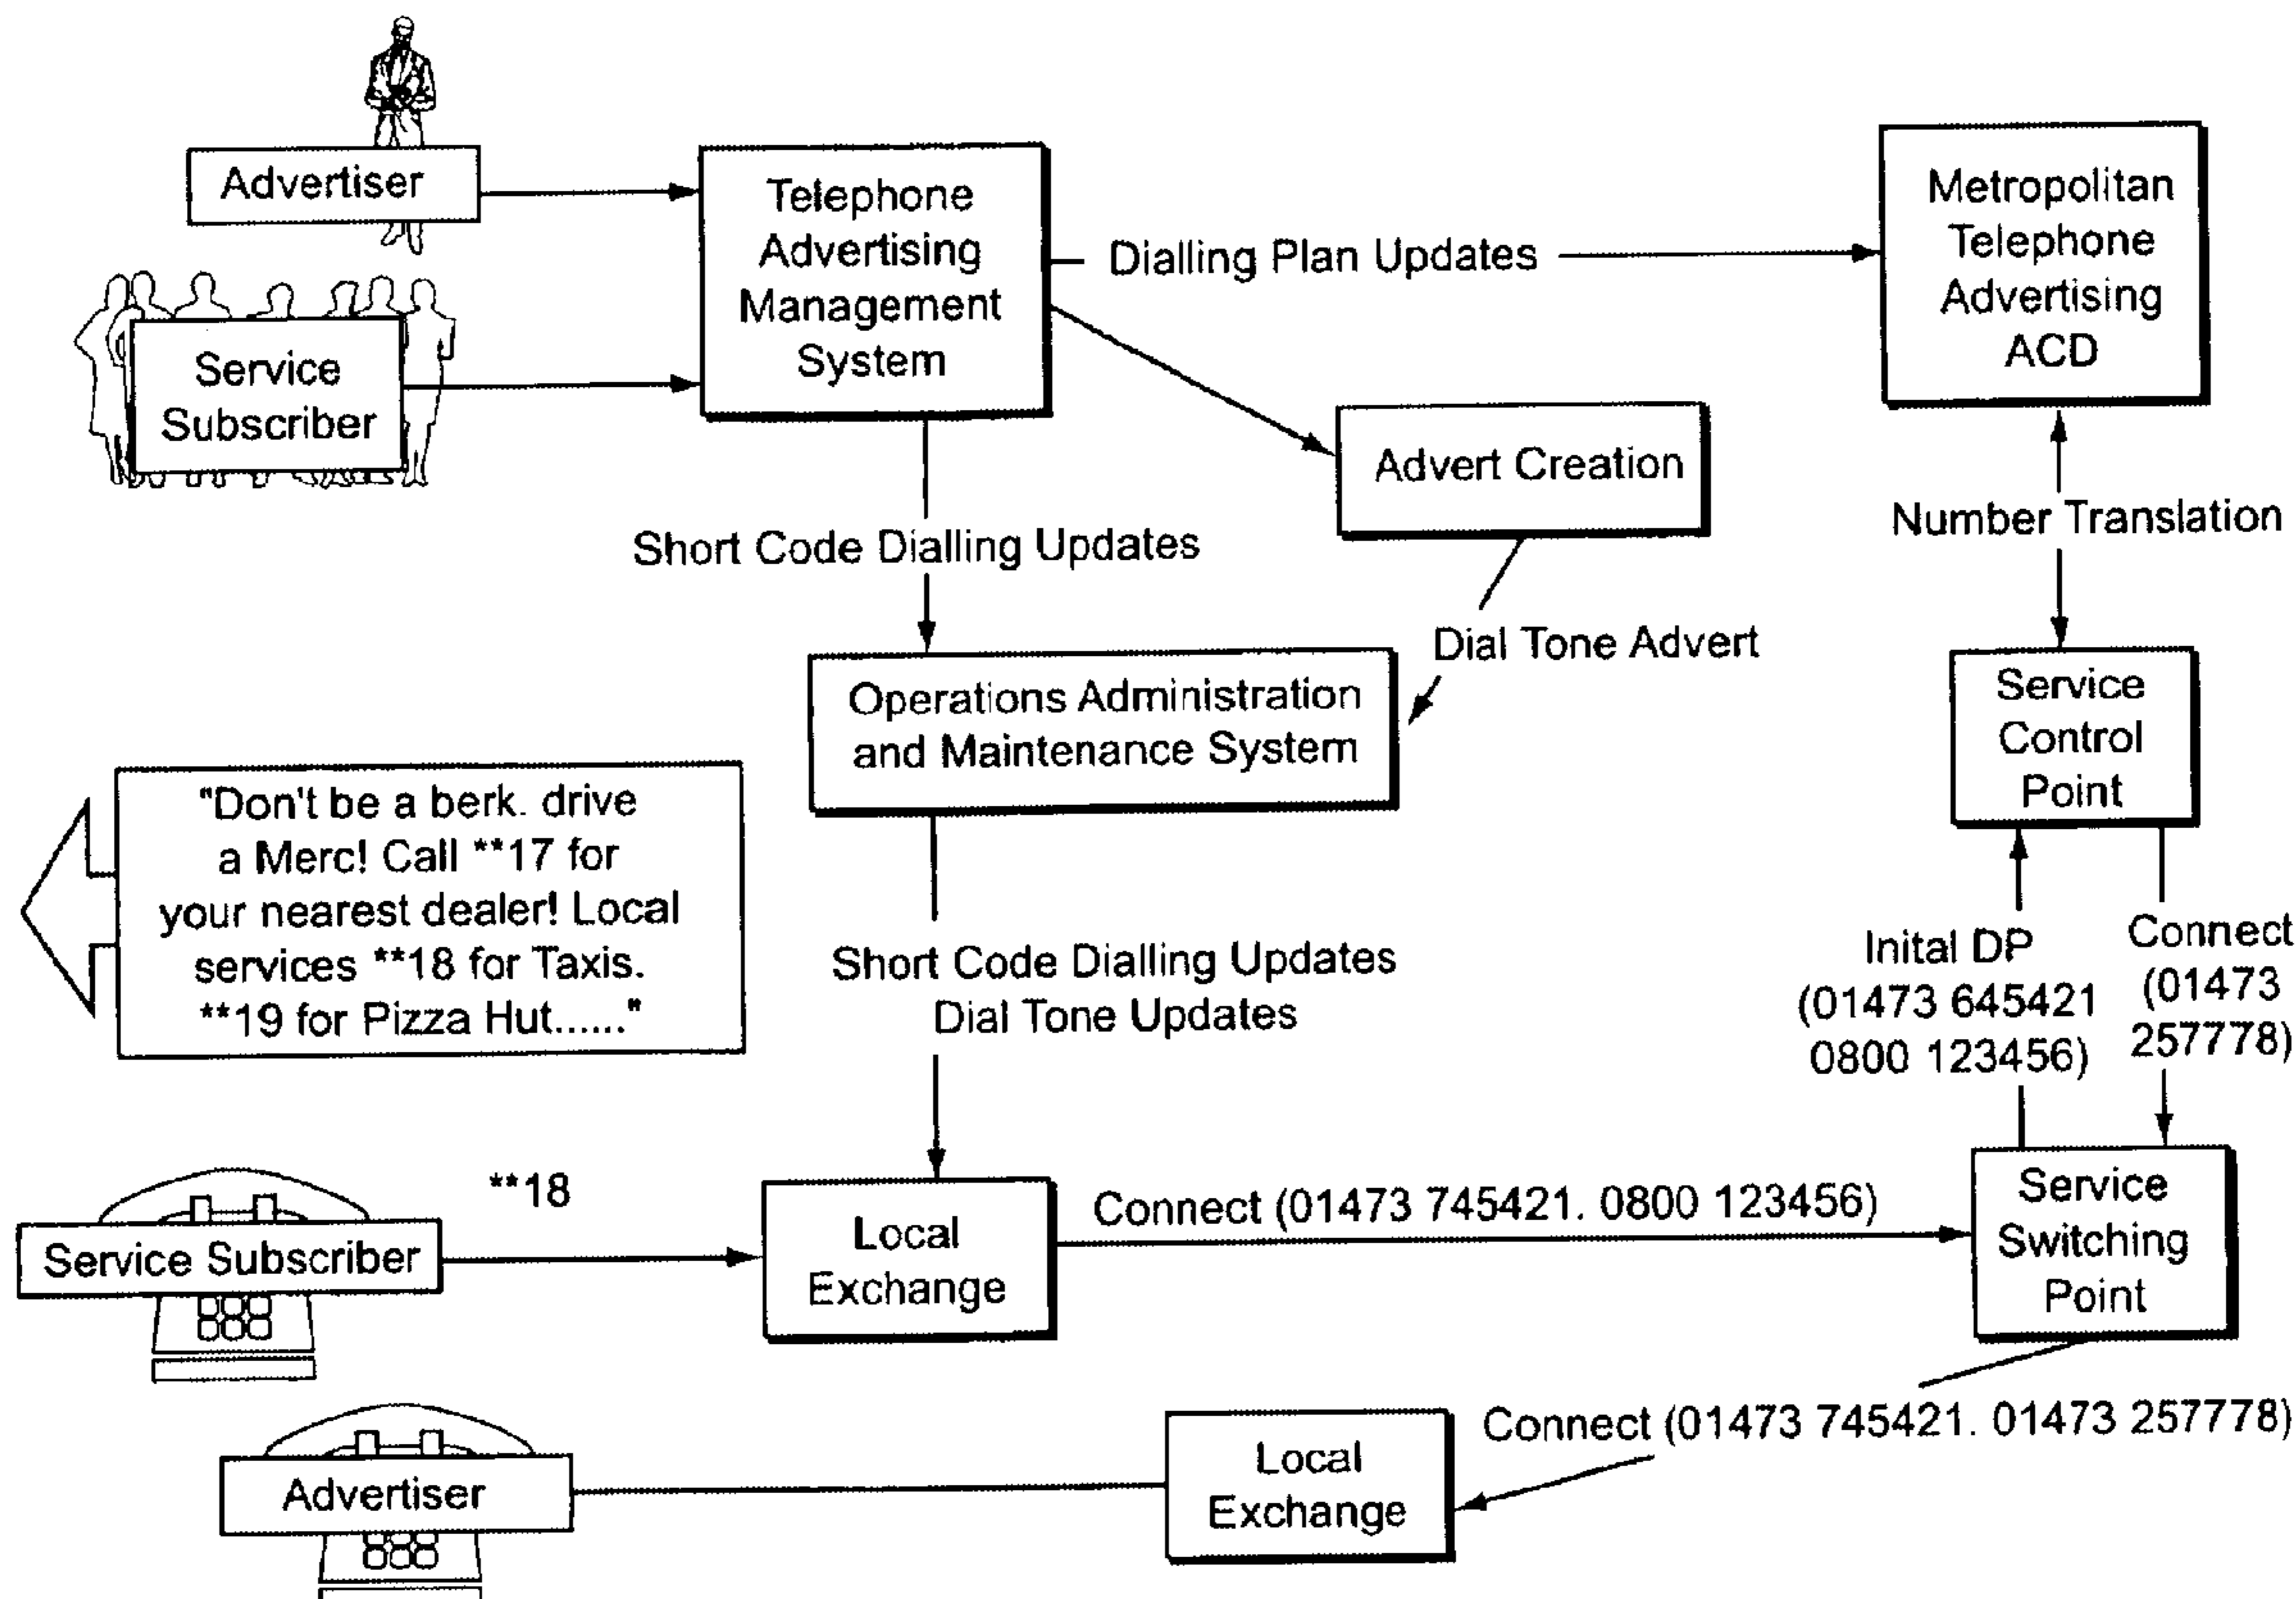 Advertiser
Service
Subscriber
Telephone
Advertising
Management
System
Dialling Plan Updates
Metropolitan
Telephone
Advertising
ACD
Advert Creation
Number Translation
Short Code Dialling Updates
Dial Tone Advert
Operations Administration
and Maintenance System
Service
Control
Point
"Don't be a berk. drive
a Merc! Call **17 for
your nearest dealer! Local
services **18 for Taxis.
**19 for Pizza Hut......"
Short Code Dialling Updates
Dial Tone Updates
Inital DP
(01473 645421
0800 123456)
Connect
(01473
257778)
Service Subscriber
**18
Local
Exchange
Connect (01473 745421. 0800 123456)
Service
Switching
Point
Connect (01473 745421. 01473 257778)
Local
Exchange
Advertiser